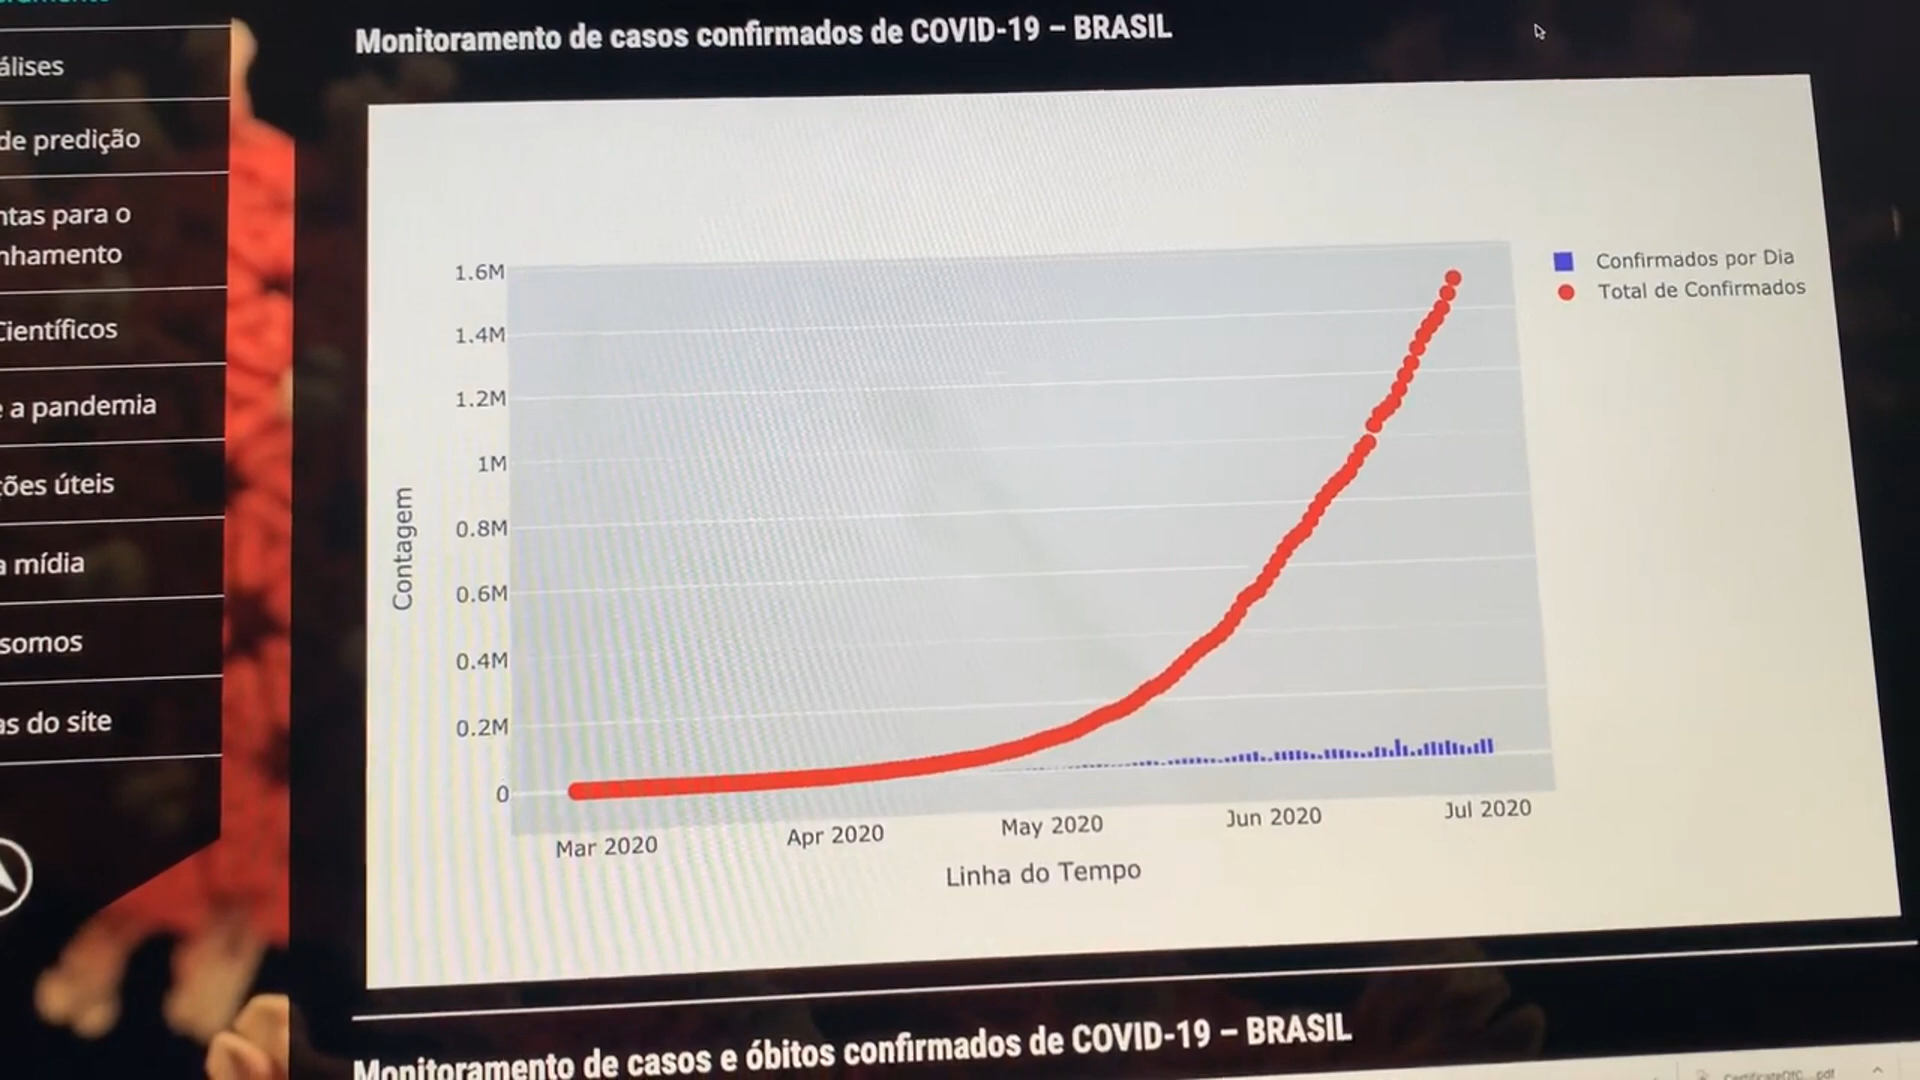 álises
de predição
ntas para o
nhamento
Científicos
e a pandemia
ções úteis
a mídia
somos
as do site
Monitoramento de casos confirmados de COVID-19 – BRASIL
1.6M
1.4M
1.2M
1M
0.8M
0.6M
0.4M
0.2M
0
Contagem
Mar 2020
Apr 2020
May 2020
Jun 2020
Jul 2020
Linha do Tempo
Confirmados por Dia
Total de Confirmados
Monitoramento de casos e óbitos confirmados de COVID-19 – BRASIL